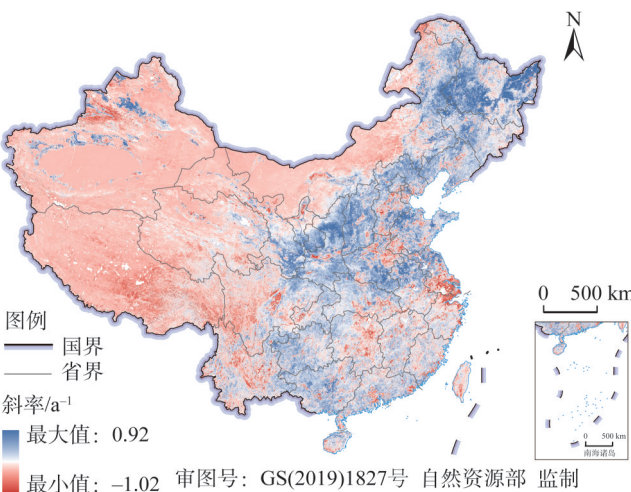 N
0 500 km
图例
国界
省界
斜率/a⁻¹
最大值：0.92
最小值：–1.02
0 500 km
南海诸岛
审图号：GS(2019)1827号 自然资源部 监制